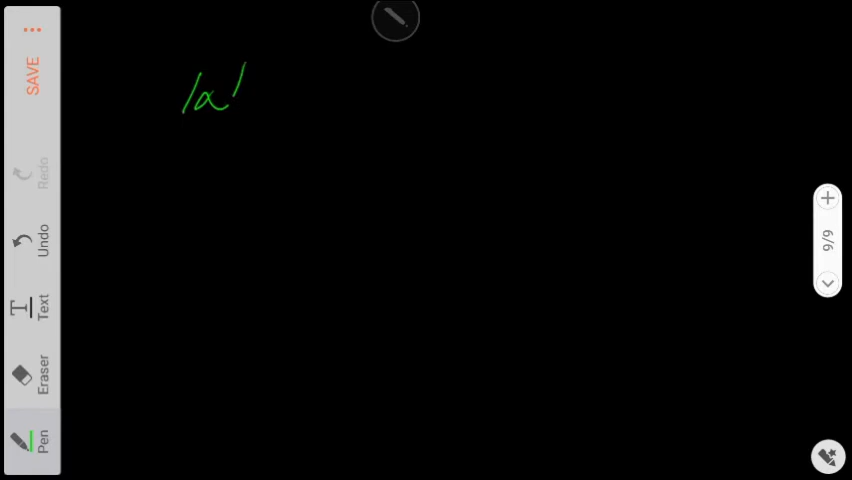 |α|
SAVE
Redo
Undo
Text
Eraser
Pen
9/9